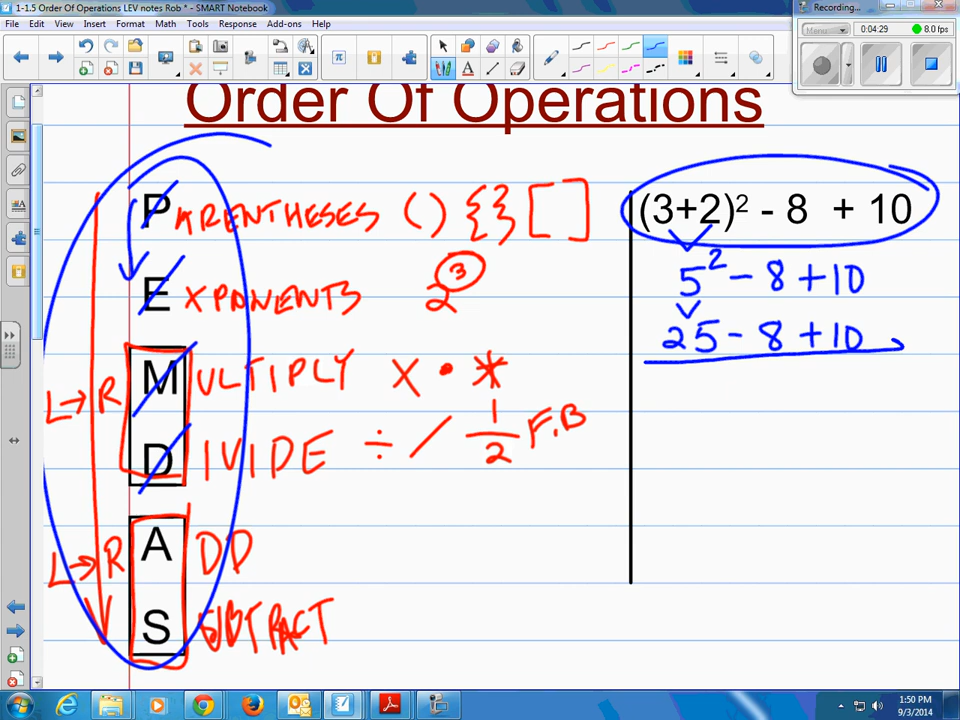 1-1.5 Order Of Operations LEV notes Rob * - SMART Notebook
File Edit View Insert Format Tools Response Add-ons Help
Recording...
Menu
0:04:29
8.0 fps
Order Of Operations
PARENTHESES ( ) { } [ ]
(3+2)² - 8 + 10
5² - 8 + 10
EXPONENTS 2³
25 - 8 + 10
L→R
MULTIPLY X • *
DIVIDE ÷ / 1/2 F.B
L→R
ADD
SUBTRACT
1:50 PM
9/3/2014